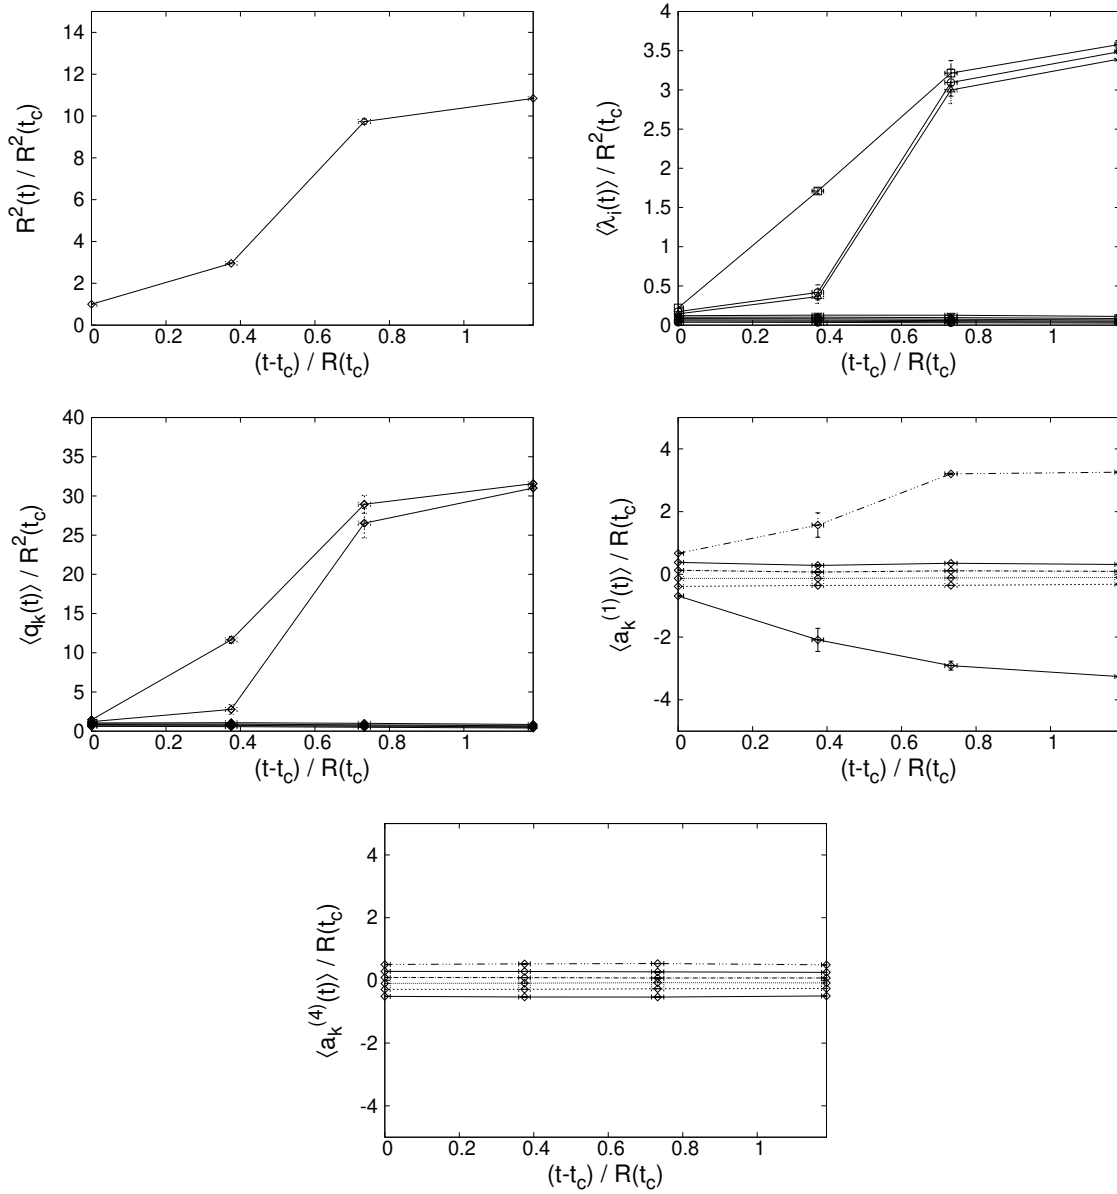 R²(t) / R²(t_c)
14
12
10
8
6
4
2
0
0 0.2 0.4 0.6 0.8 1
(t-t_c) / R(t_c)
⟨λ_i(t)⟩ / R²(t_c)
4
3.5
3
2.5
2
1.5
1
0.5
0
0 0.2 0.4 0.6 0.8 1
(t-t_c) / R(t_c)
⟨q_k(t)⟩ / R²(t_c)
40
35
30
25
20
15
10
5
0
0 0.2 0.4 0.6 0.8 1
(t-t_c) / R(t_c)
⟨a_k^(1)(t)⟩ / R(t_c)
4
2
0
-2
-4
0 0.2 0.4 0.6 0.8 1
(t-t_c) / R(t_c)
⟨a_k^(4)(t)⟩ / R(t_c)
4
2
0
-2
-4
0 0.2 0.4 0.6 0.8 1
(t-t_c) / R(t_c)